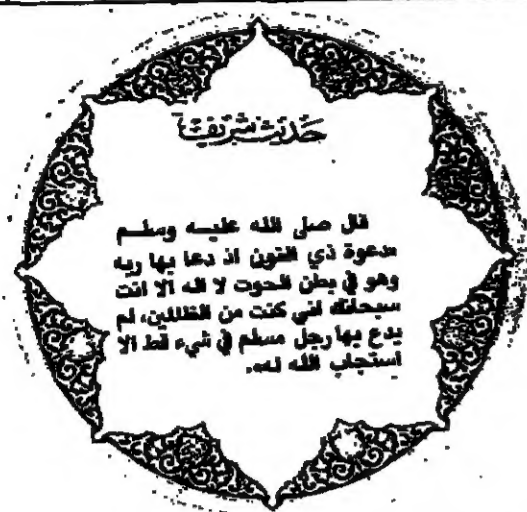 حديث شريف
قال صلى الله عليه وسلم
«دعوة ذي النون اذ دعا بها ربه
وهو في بطن الحوت لا اله الا انت
سبحانك اني كنت من الظالمين، لم
يدع بها رجل مسلم في شيء قط الا
استجاب الله له».